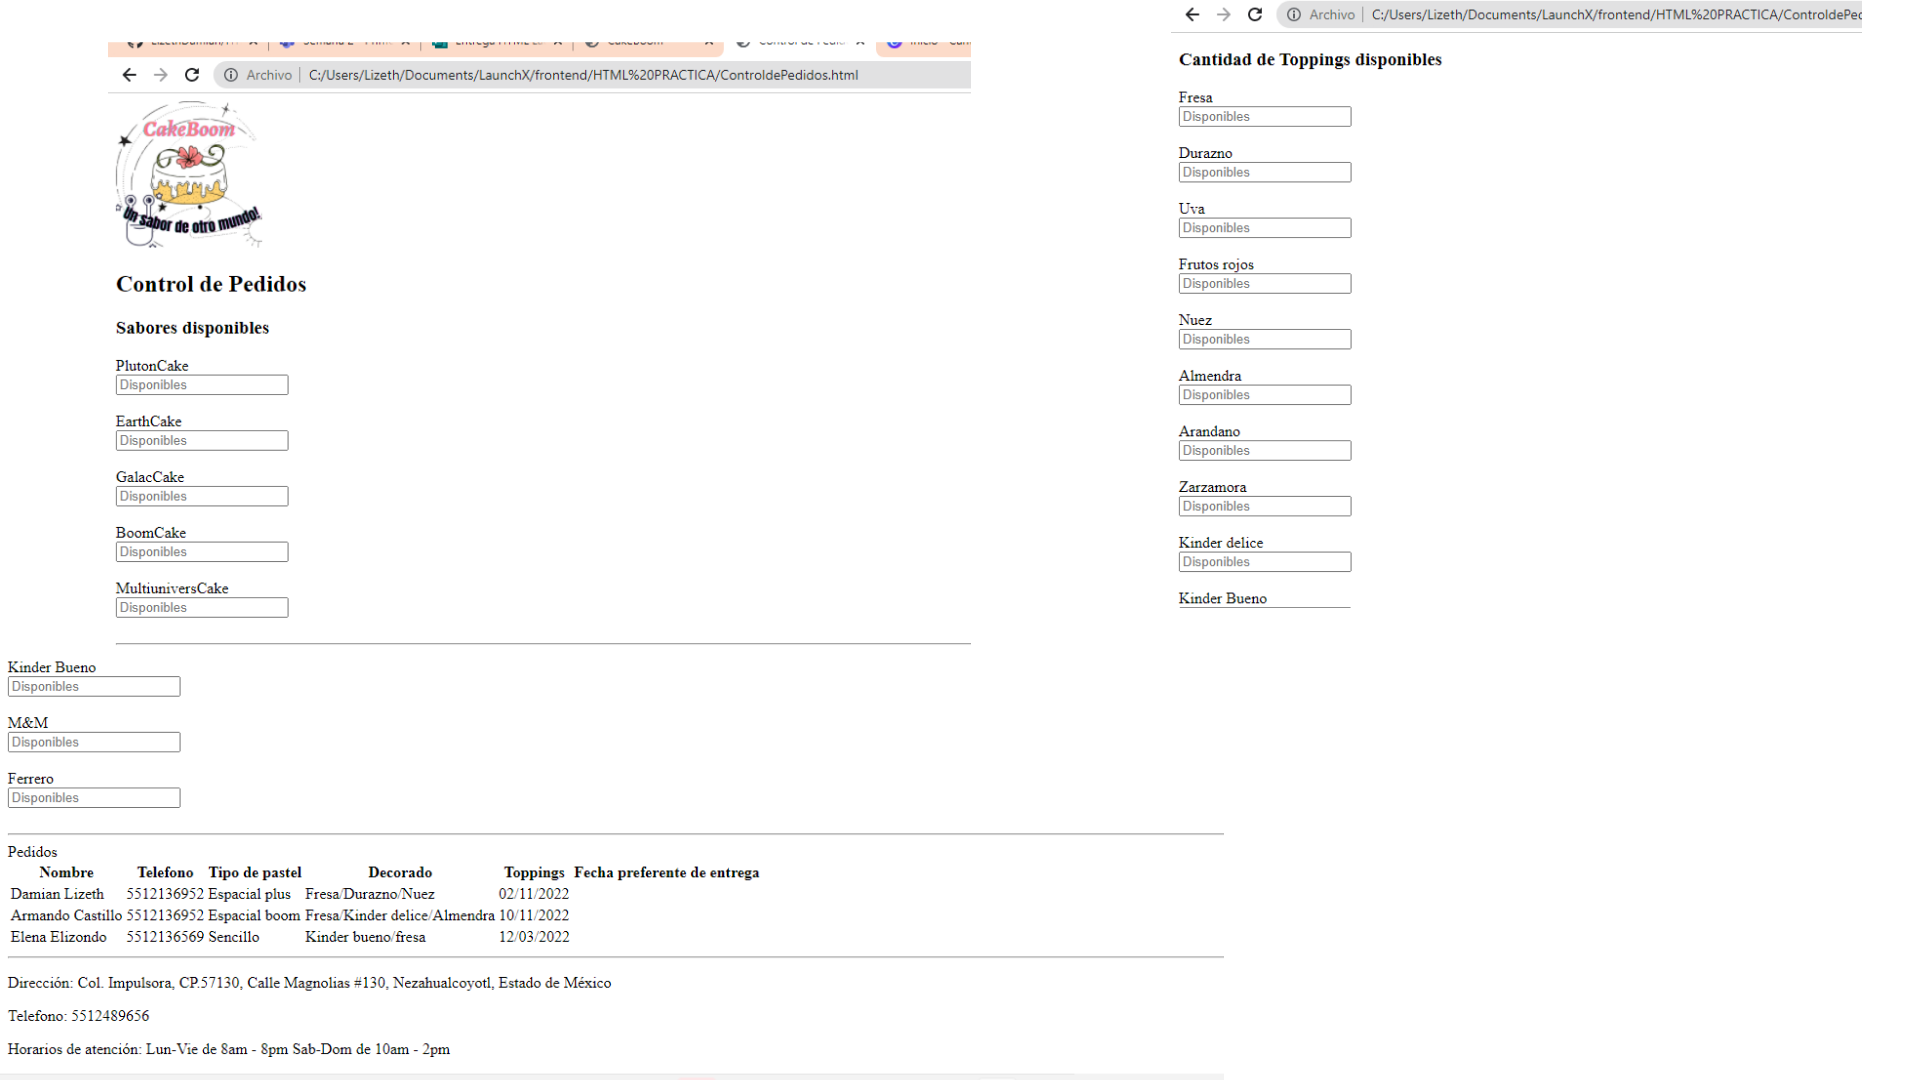 Archivo C:/Users/Lizeth/Documents/LaunchX/frontend/HTML%20PRACTICA/ControldePedidos.html
CakeBoom
Un sabor de otro mundo!
Control de Pedidos
Sabores disponibles
PlutonCake
Disponibles
EarthCake
Disponibles
GalacCake
Disponibles
BoomCake
Disponibles
MultiuniversCake
Disponibles
Archivo C:/Users/Lizeth/Documents/LaunchX/frontend/HTML%20PRACTICA/ControldePed
Cantidad de Toppings disponibles
Fresa
Disponibles
Durazno
Disponibles
Uva
Disponibles
Frutos rojos
Disponibles
Nuez
Disponibles
Almendra
Disponibles
Arandano
Disponibles
Zarzamora
Disponibles
Kinder delice
Disponibles
Kinder Bueno
Kinder Bueno
Disponibles
M&M
Disponibles
Ferrero
Disponibles
Pedidos
Nombre Telefono Tipo de pastel Decorado Toppings Fecha preferente de entrega
Damian Lizeth 5512136952 Espacial plus Fresa/Durazno/Nuez 02/11/2022
Armando Castillo 5512136952 Espacial boom Fresa/Kinder delice/Almendra 10/11/2022
Elena Elizondo 5512136569 Sencillo Kinder bueno/fresa 12/03/2022
Dirección: Col. Impulsora, CP.57130, Calle Magnolias #130, Nezahualcoyotl, Estado de México
Telefono: 5512489656
Horarios de atención: Lun-Vie de 8am - 8pm Sab-Dom de 10am - 2pm